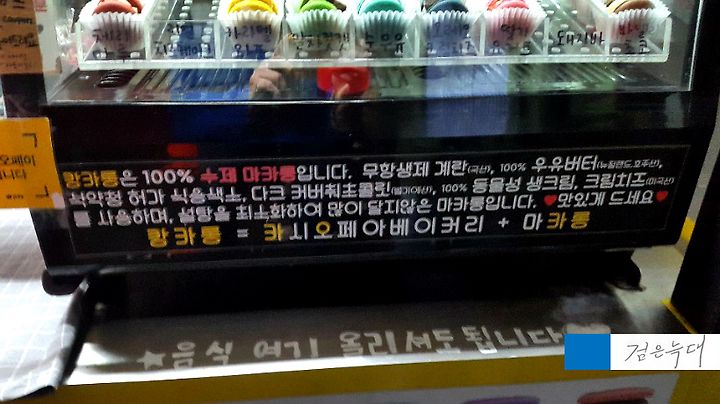 왕카롱은 100% 수제 마카롱입니다. 무항생제 계란(국산), 100% 우유버터(뉴질랜드,호주산),
식약청 허가 식용색소, 다크 커버춰초콜릿(벨기에산), 100% 동물성 생크림, 크림치즈(미국산)
를 사용하며, 설탕을 최소화하여 많이 달지않은 마카롱입니다. ♥맛있게 드세요♥
왕카롱 = 카시오페아베이커리 + 마카롱
★음식 여기 올리셔도됩니다
검은늑대